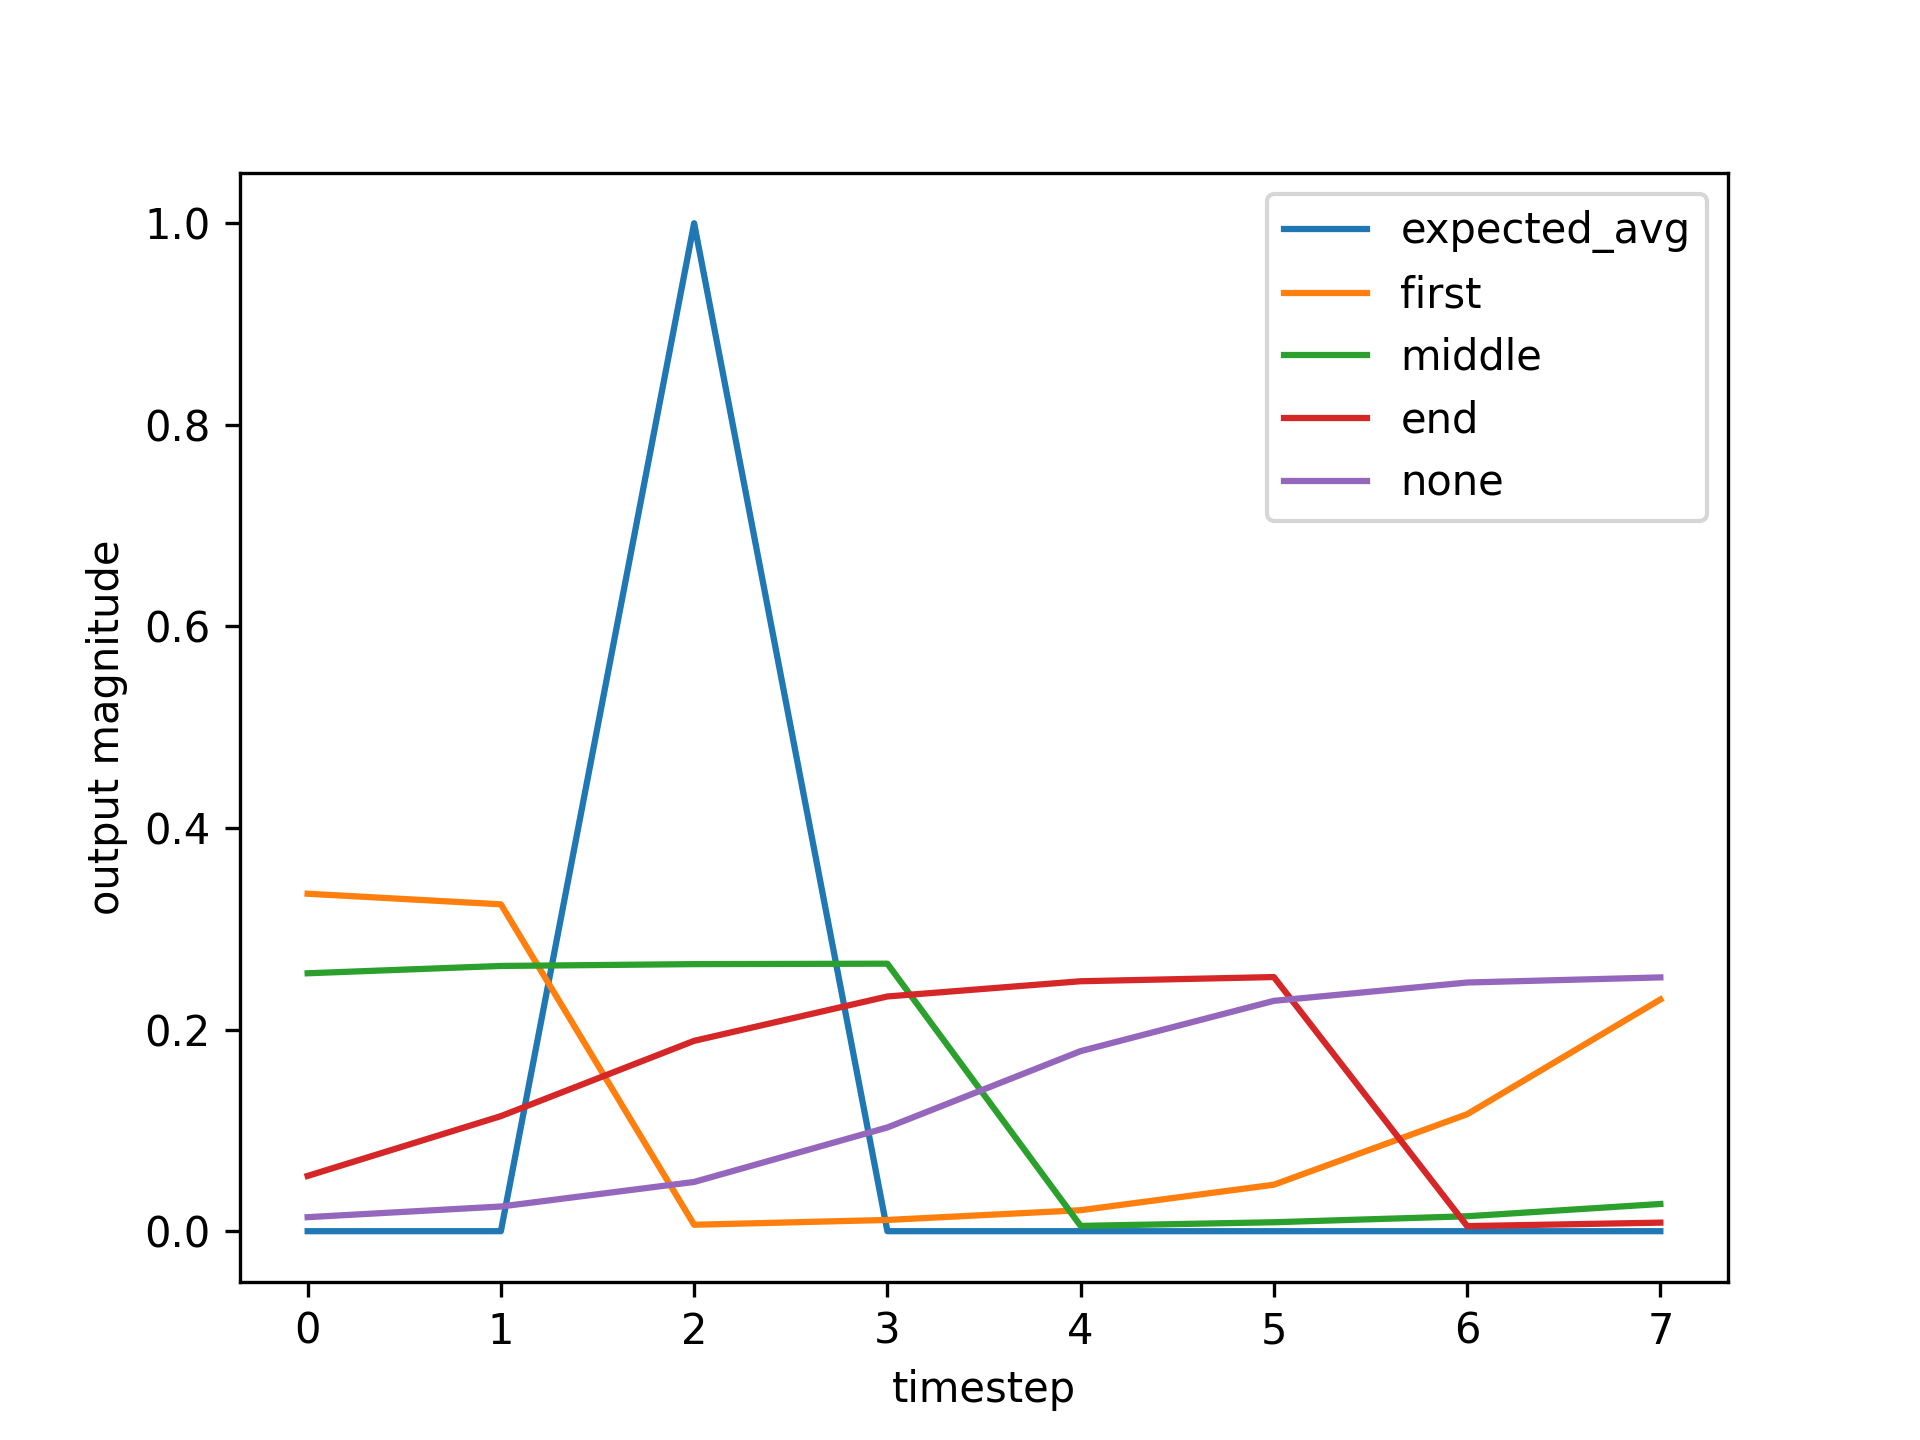 expected_avg
first
middle
end
none
output magnitude
1.0
0.8
0.6
0.4
0.2
0.0
0 1 2 3 4 5 6 7
timestep